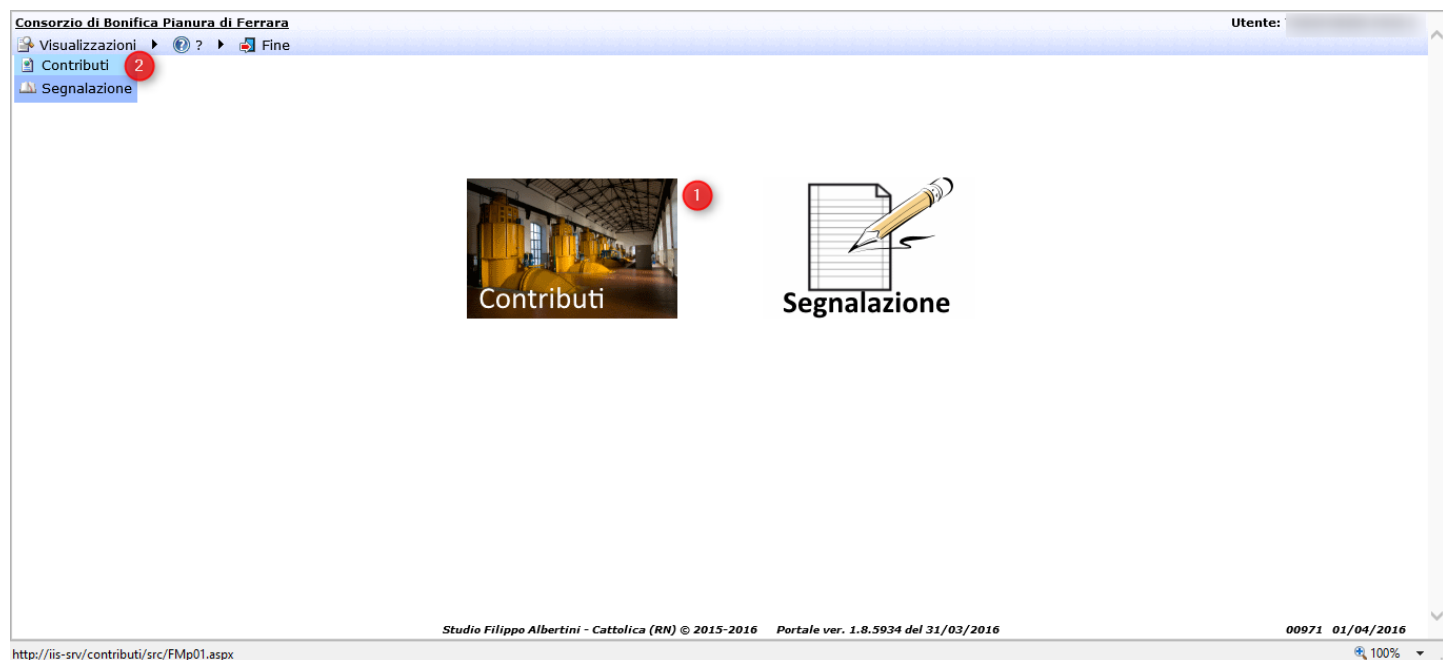 Consorzio di Bonifica Pianura di Ferrara Utente:
Visualizzazioni ? Fine
Contributi 2
Segnalazione
1
Contributi
Segnalazione
Studio Filippo Albertini - Cattolica (RN) © 2015-2016 Portale ver. 1.8.5934 del 31/03/2016 00971 01/04/2016
http://iis-srv/contributi/src/FMp01.aspx 100%